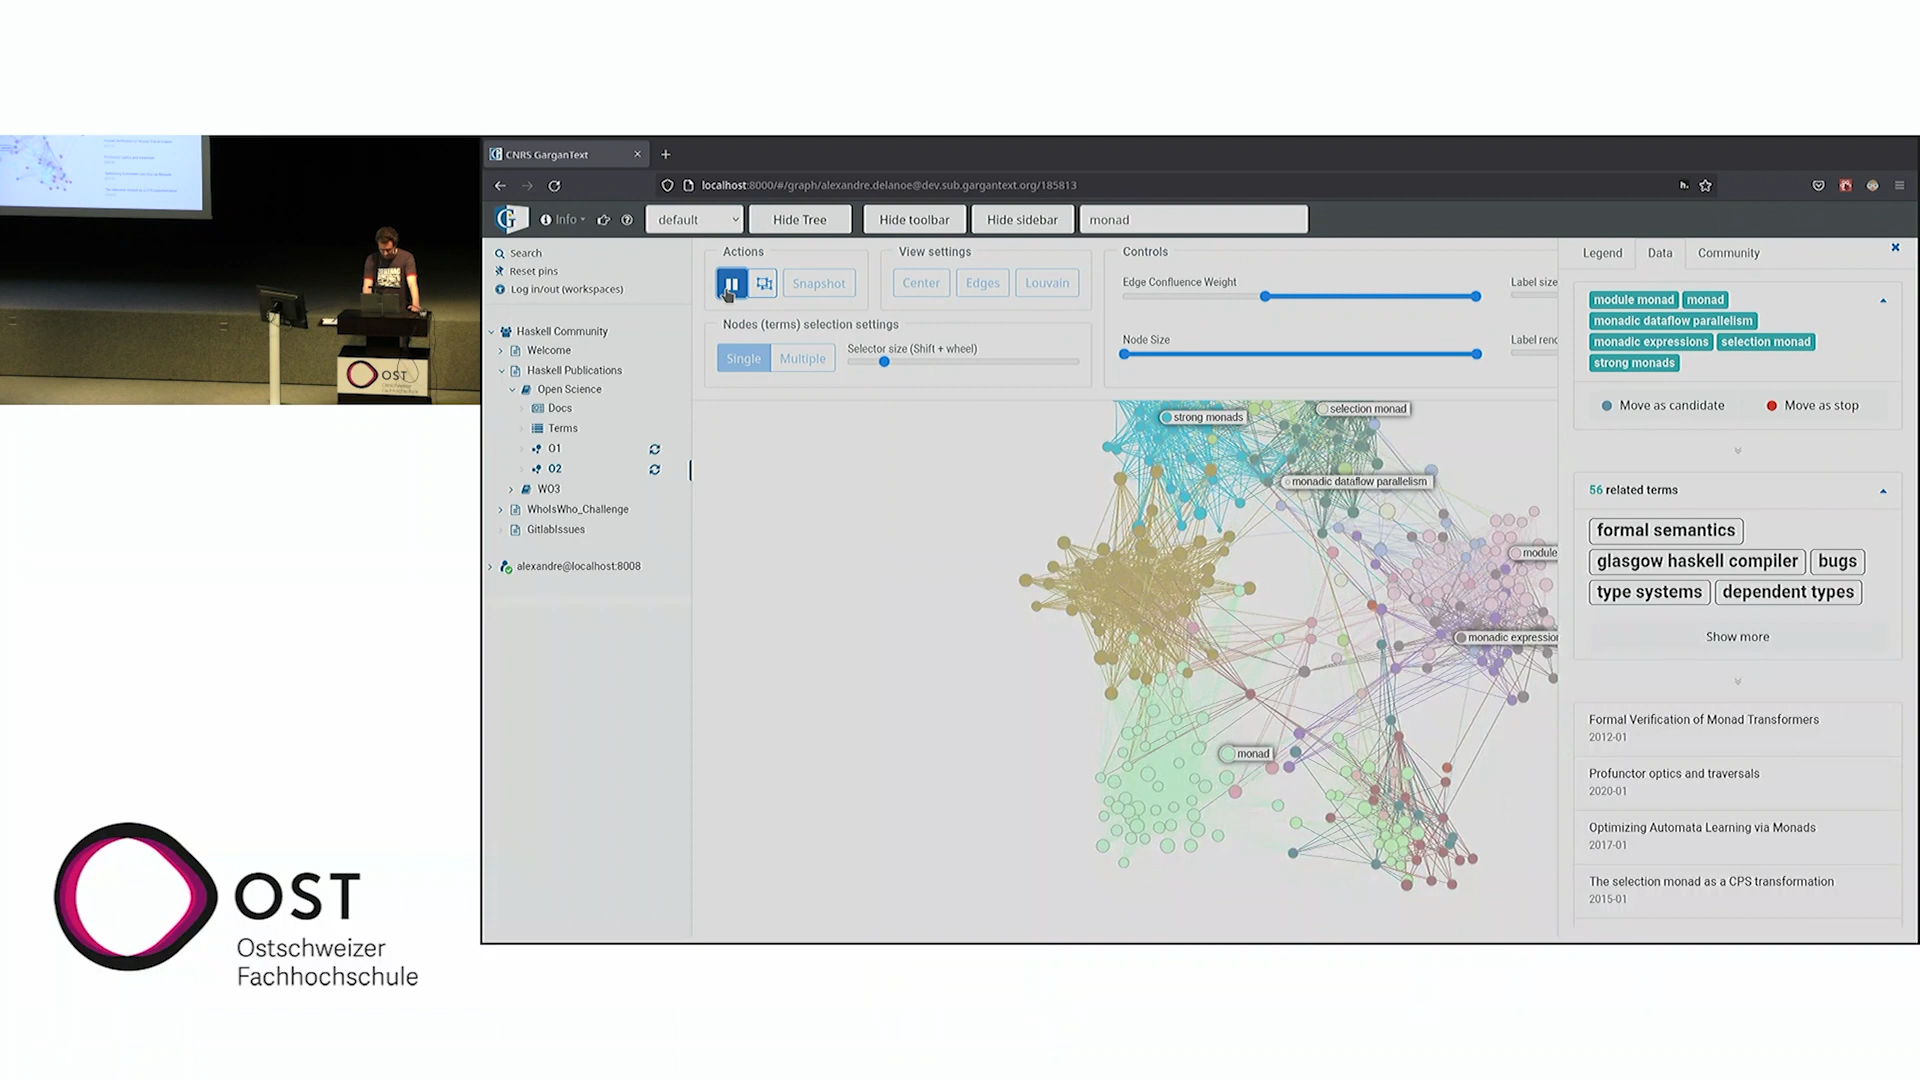 CNRS GarganText
localhost:8000/#/graph/alexandre.delanoe@dev.sub.gargantext.org/185813
Info
default
Hide Tree
Hide toolbar
Hide sidebar
monad
Search
Reset pins
Log in/out (workspaces)
Haskell Community
Welcome
Haskell Publications
Open Science
Docs
Terms
O1
O2
WO3
WhoIsWho_Challenge
GitlabIssues
alexandre@localhost:8008
Actions
Snapshot
View settings
Center
Edges
Louvain
Nodes (terms) selection settings
Single
Multiple
Selector size (Shift + wheel)
Controls
Edge Confluence Weight
Label size
Node Size
Label rend
strong monads
selection monad
monadic dataflow parallelism
module
monadic expression
monad
Legend
Data
Community
module monad
monad
monadic dataflow parallelism
monadic expressions
selection monad
strong monads
Move as candidate
Move as stop
56 related terms
formal semantics
glasgow haskell compiler
bugs
type systems
dependent types
Show more
Formal Verification of Monad Transformers
2012-01
Profunctor optics and traversals
2020-01
Optimizing Automata Learning via Monads
2017-01
The selection monad as a CPS transformation
2015-01
OST
OST
Ostschweizer
Fachhochschule